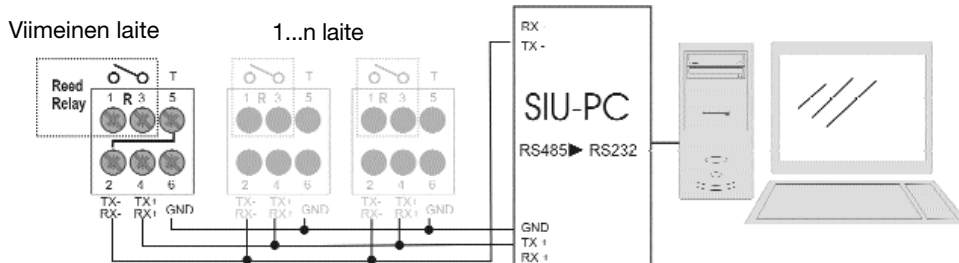 Viimeinen laite
1...n laite
Reed
Relay
T
1 R 3 5
2 4 6
TX- TX+ GND
RX- RX+
T
1 R 3 5
2 4 6
TX- TX+ GND
RX- RX+
T
1 R 3 5
2 4 6
TX- TX+ GND
RX- RX+
RX -
TX -
SIU-PC
RS485▶ RS232
GND
TX +
RX +